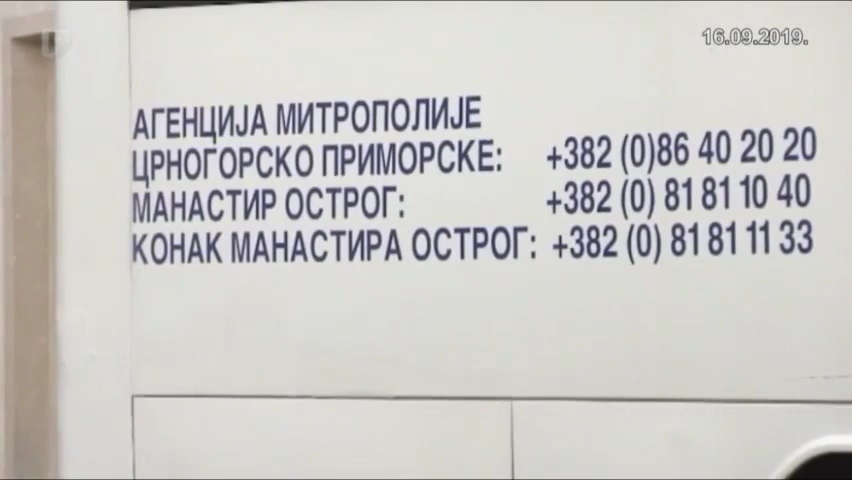 16.09.2019.
АГЕНЦИЈА МИТРОПОЛИЈЕ
ЦРНОГОРСКО ПРИМОРСКЕ: +382 (0)86 40 20 20
МАНАСТИР ОСТРОГ: +382 (0) 81 81 10 40
КОНАК МАНАСТИРА ОСТРОГ: +382 (0) 81 81 11 33